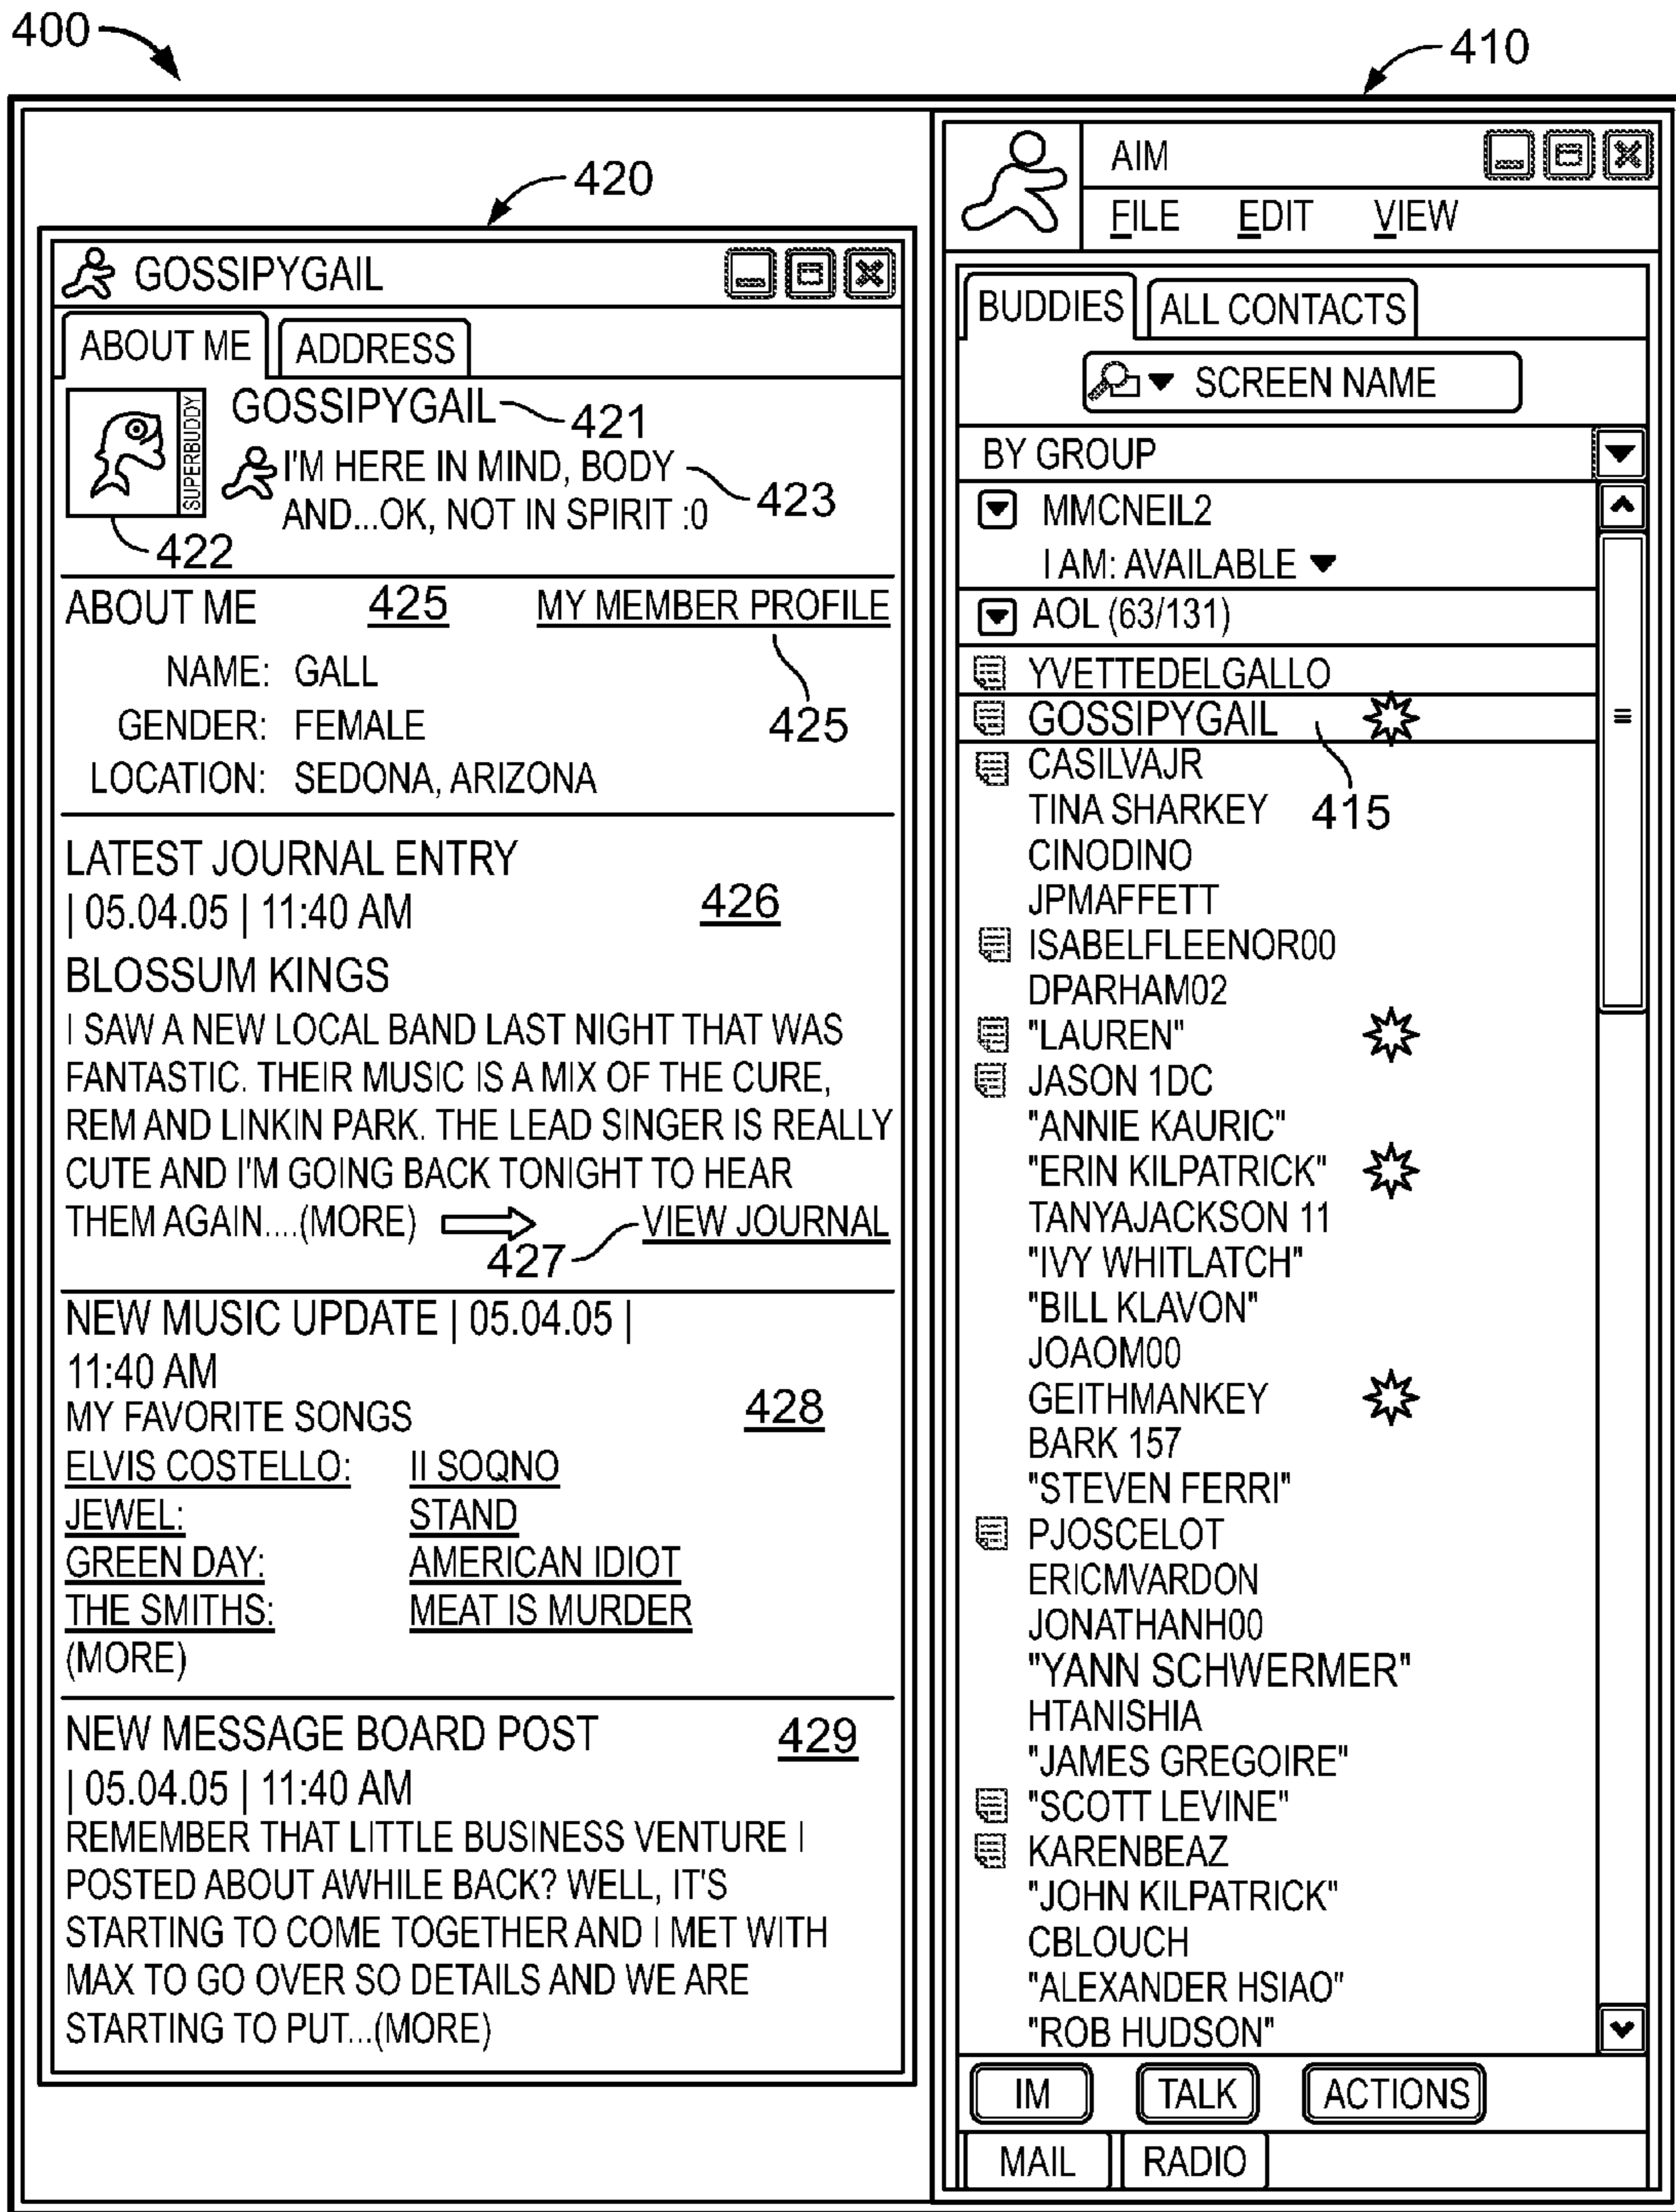 400
410
420
GOSSIPYGAIL
ABOUT ME ADDRESS
SUPERBUDDY
GOSSIPYGAIL 421
I'M HERE IN MIND, BODY
AND...OK, NOT IN SPIRIT :0 423
422
ABOUT ME 425 MY MEMBER PROFILE
NAME: GALL
GENDER: FEMALE 425
LOCATION: SEDONA, ARIZONA
LATEST JOURNAL ENTRY
| 05.04.05 | 11:40 AM 426
BLOSSUM KINGS
I SAW A NEW LOCAL BAND LAST NIGHT THAT WAS
FANTASTIC. THEIR MUSIC IS A MIX OF THE CURE,
REM AND LINKIN PARK. THE LEAD SINGER IS REALLY
CUTE AND I'M GOING BACK TONIGHT TO HEAR
THEM AGAIN....(MORE) VIEW JOURNAL
427
NEW MUSIC UPDATE | 05.04.05 |
11:40 AM
MY FAVORITE SONGS 428
ELVIS COSTELLO: II SOQNO
JEWEL: STAND
GREEN DAY: AMERICAN IDIOT
THE SMITHS: MEAT IS MURDER
(MORE)
NEW MESSAGE BOARD POST 429
| 05.04.05 | 11:40 AM
REMEMBER THAT LITTLE BUSINESS VENTURE I
POSTED ABOUT AWHILE BACK? WELL, IT'S
STARTING TO COME TOGETHER AND I MET WITH
MAX TO GO OVER SO DETAILS AND WE ARE
STARTING TO PUT...(MORE)
AIM
FILE EDIT VIEW
BUDDIES ALL CONTACTS
SCREEN NAME
BY GROUP
MMCNEIL2
I AM: AVAILABLE
AOL (63/131)
YVETTEDELGALLO
GOSSIPYGAIL
CASILVAJR
TINA SHARKEY 415
CINODINO
JPMAFFETT
ISABELFLEENOR00
DPARHAM02
"LAUREN"
JASON 1DC
"ANNIE KAURIC"
"ERIN KILPATRICK"
TANYAJACKSON 11
"IVY WHITLATCH"
"BILL KLAVON"
JOAOM00
GEITHMANKEY
BARK 157
"STEVEN FERRI"
PJOSCELOT
ERICMVARDON
JONATHANH00
"YANN SCHWERMER"
HTANISHIA
"JAMES GREGOIRE"
"SCOTT LEVINE"
KARENBEAZ
"JOHN KILPATRICK"
CBLOUCH
"ALEXANDER HSIAO"
"ROB HUDSON"
IM TALK ACTIONS
MAIL RADIO